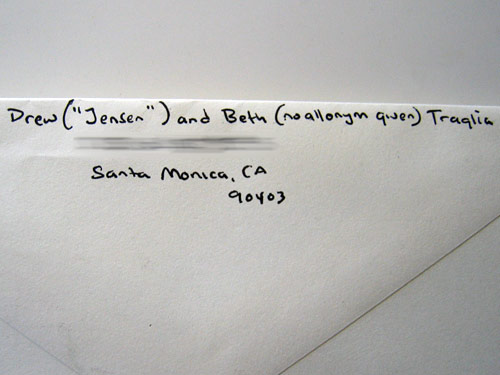 Drew ("Jensen") and Beth (no allonym given) Traglia
Santa Monica, CA
90403